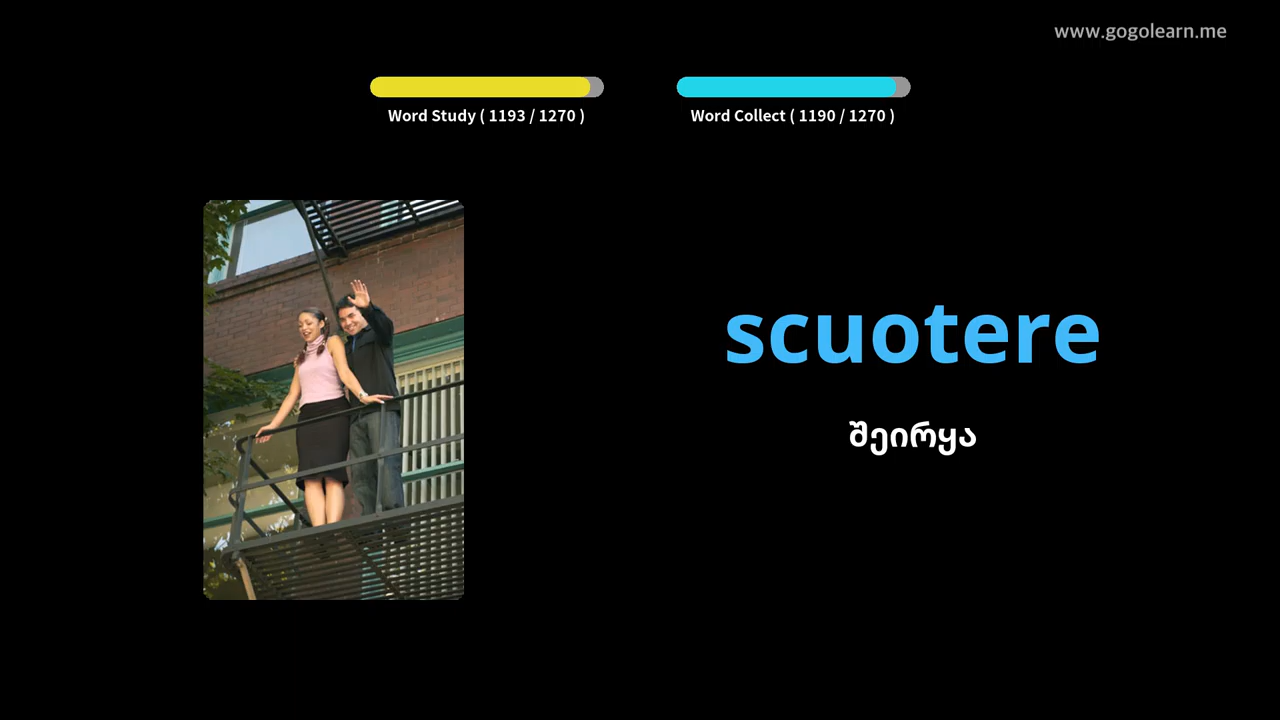 www.gogolearn.me
Word Study ( 1193 / 1270 )
Word Collect ( 1190 / 1270 )
scuotere
შეირყა